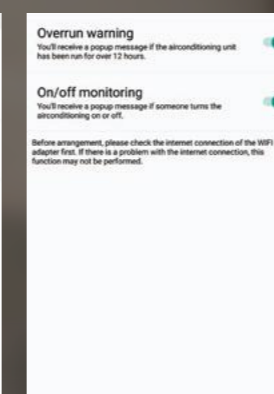 Overrun warning
You'll receive a popup message if the airconditioning unit
has been run for over 12 hours.
On/off monitoring
You'll receive a popup message if someone turns the
airconditioning on or off.
Before arrangement, please check the internet connection of the WIFI
adapter first. If there is a problem with the internet connection, this
function may not be performed.